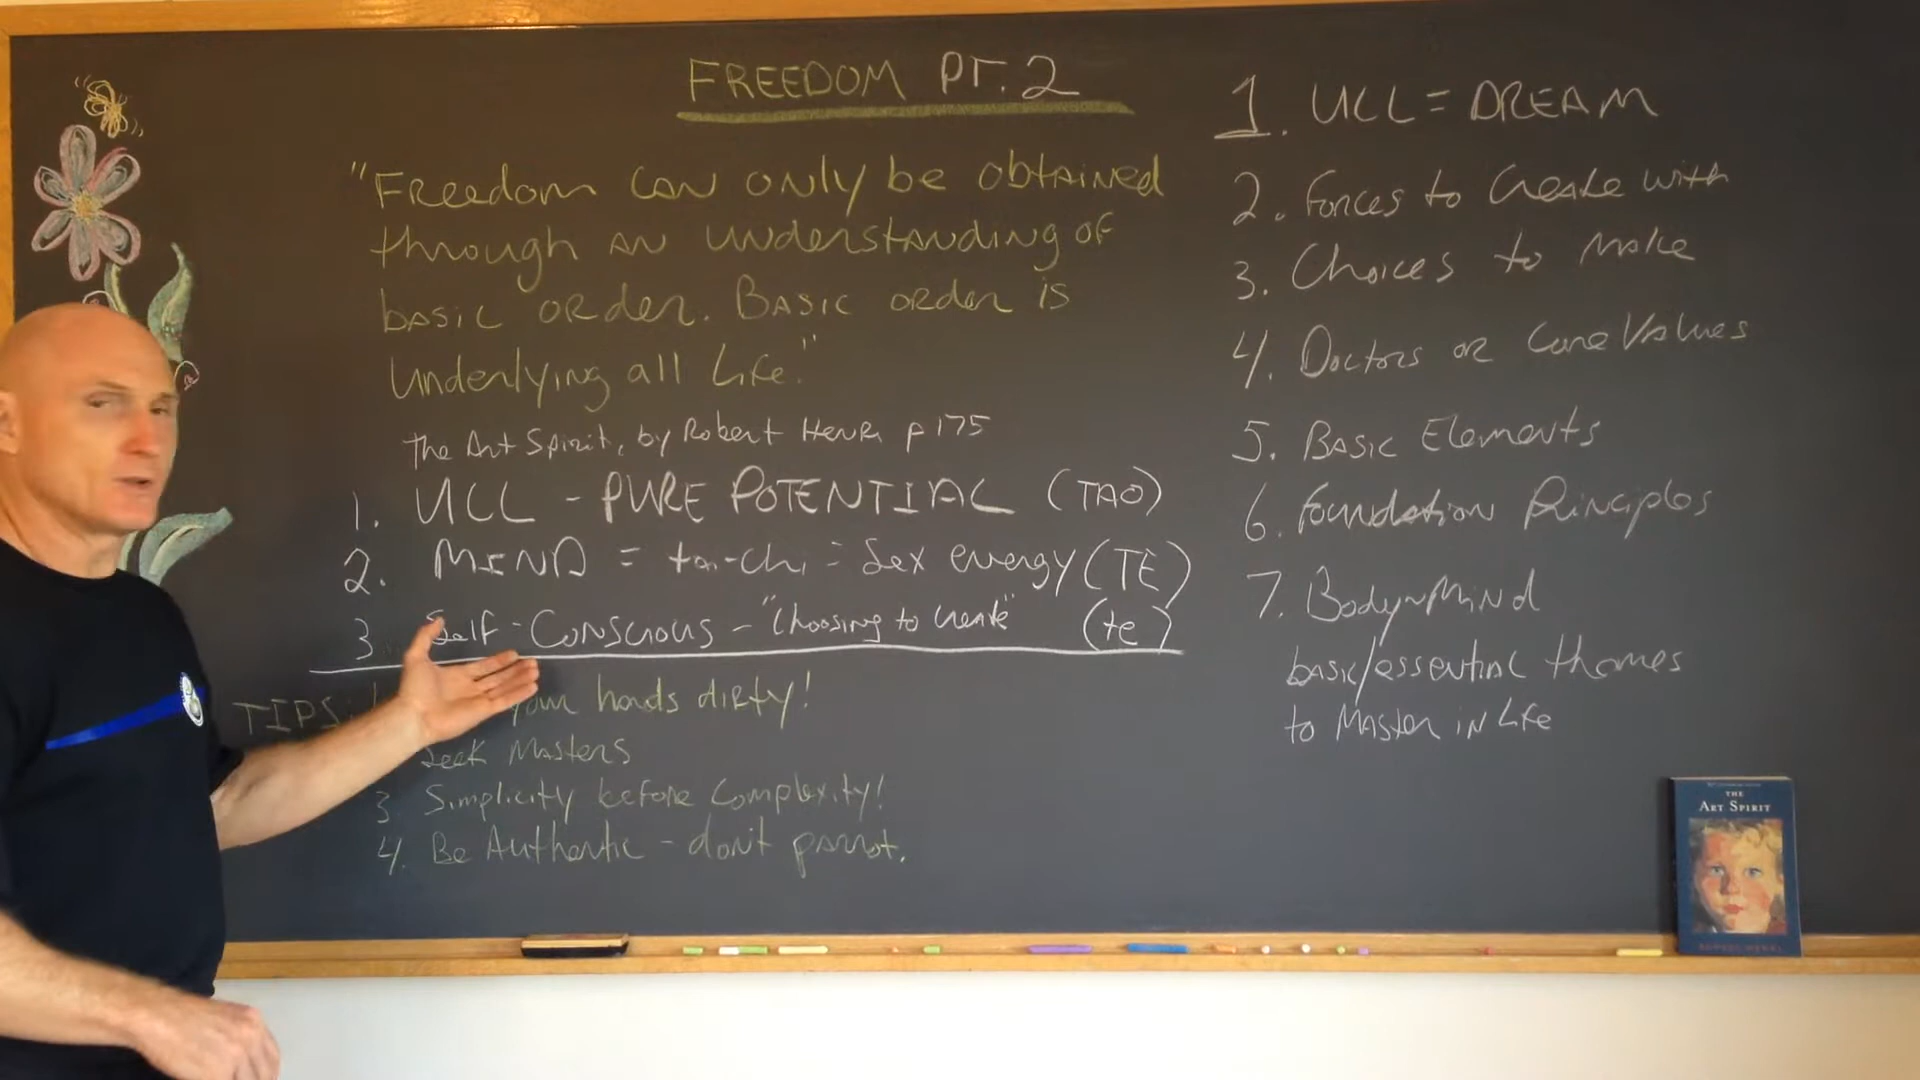 FREEDOM PT. 2
"Freedom can only be obtained
through an understanding of
basic order. Basic order is
underlying all Life."
The Art Spirit, by Robert Henri p 175
1. UCL - PURE POTENTIAL (TAO)
2. MIND = tai-chi = Sex energy (TE)
3. Self-Conscious - "Choosing to create" (te)
TIPS: your hands dirty!
Seek Masters
3. Simplicity before Complexity!
4. Be Authentic - don't parrot.
1. UCL = DREAM
2. Forces to Create with
3. Choices to Make
4. Doctors or Core Values
5. Basic Elements
6. Foundation Principles
7. Body-n-Mind
basic/essential themes
to Master in Life
THE
ART SPIRIT
ROBERT HENRI